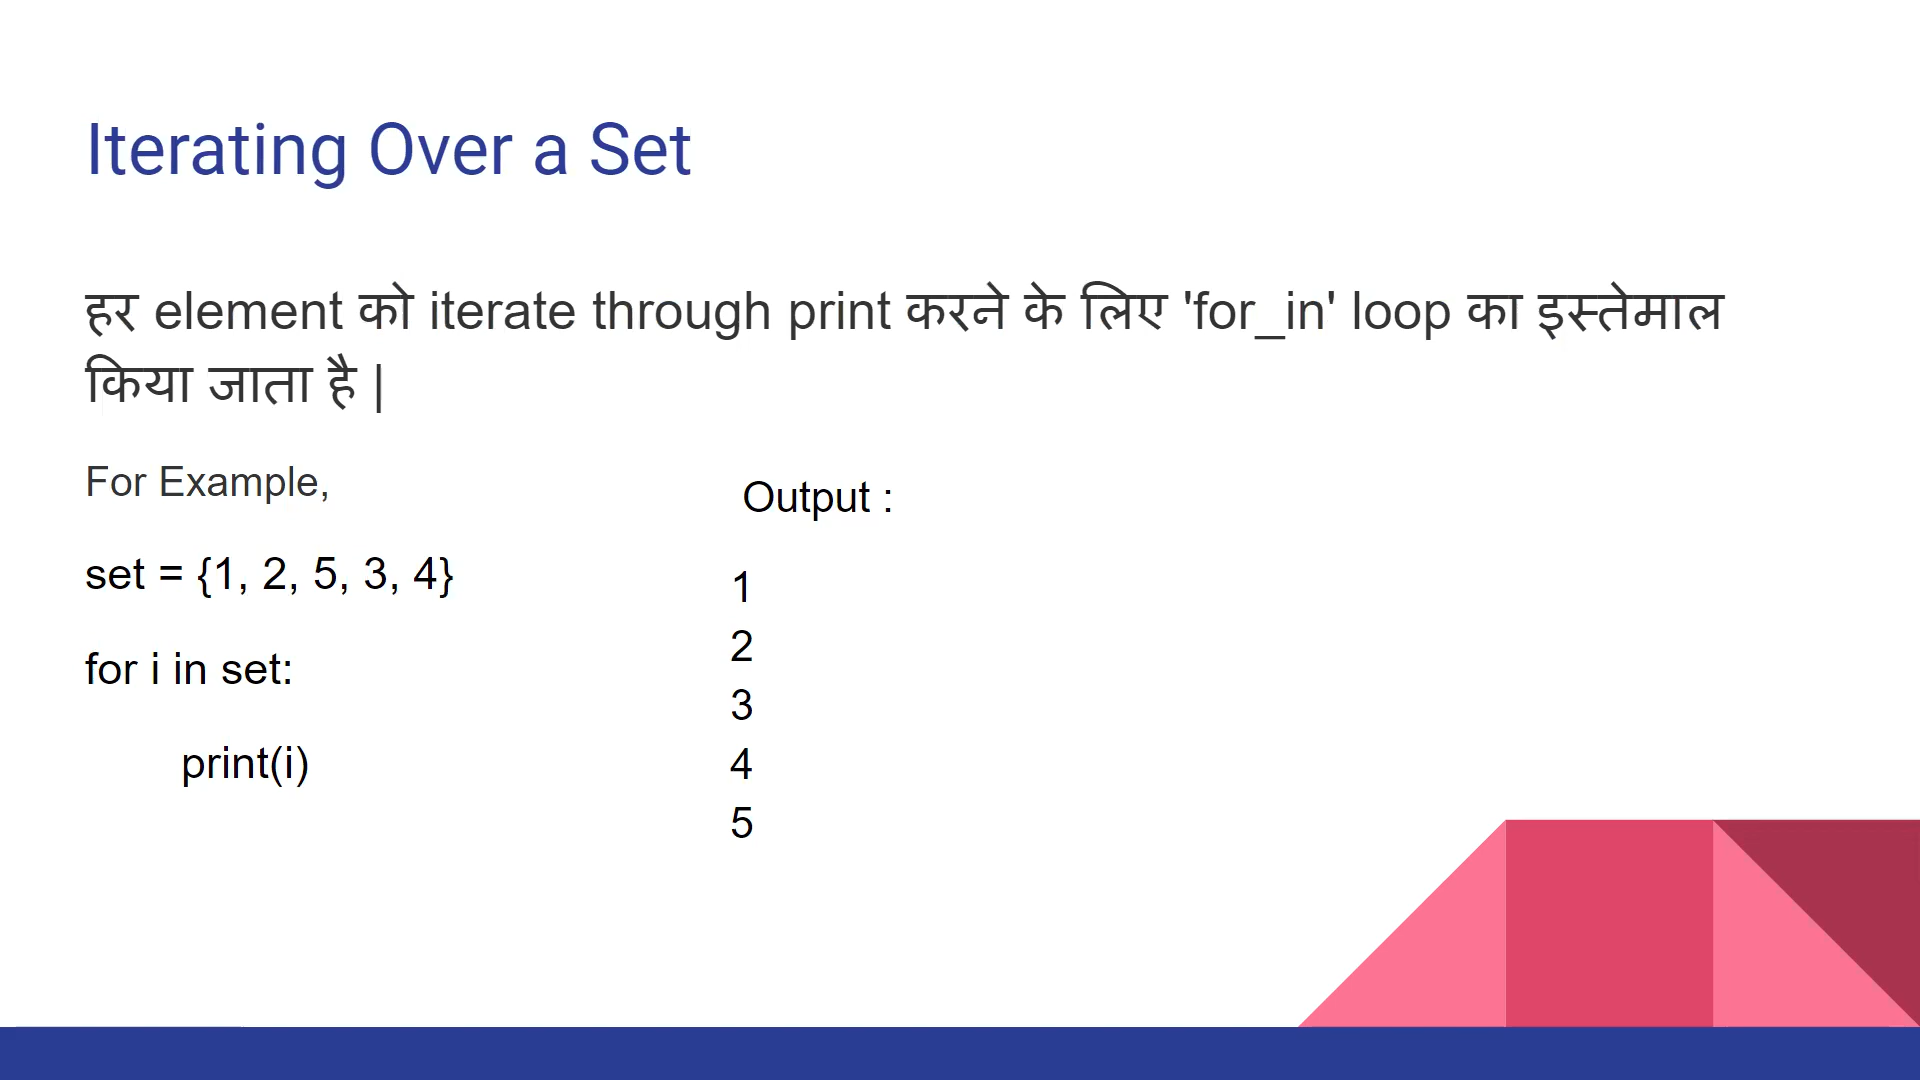 Iterating Over a Set
हर element को iterate through print करने के लिए 'for_in' loop का इस्तेमाल
किया जाता है |
For Example,
set = {1, 2, 5, 3, 4}
for i in set:
print(i)
Output :
1
2
3
4
5